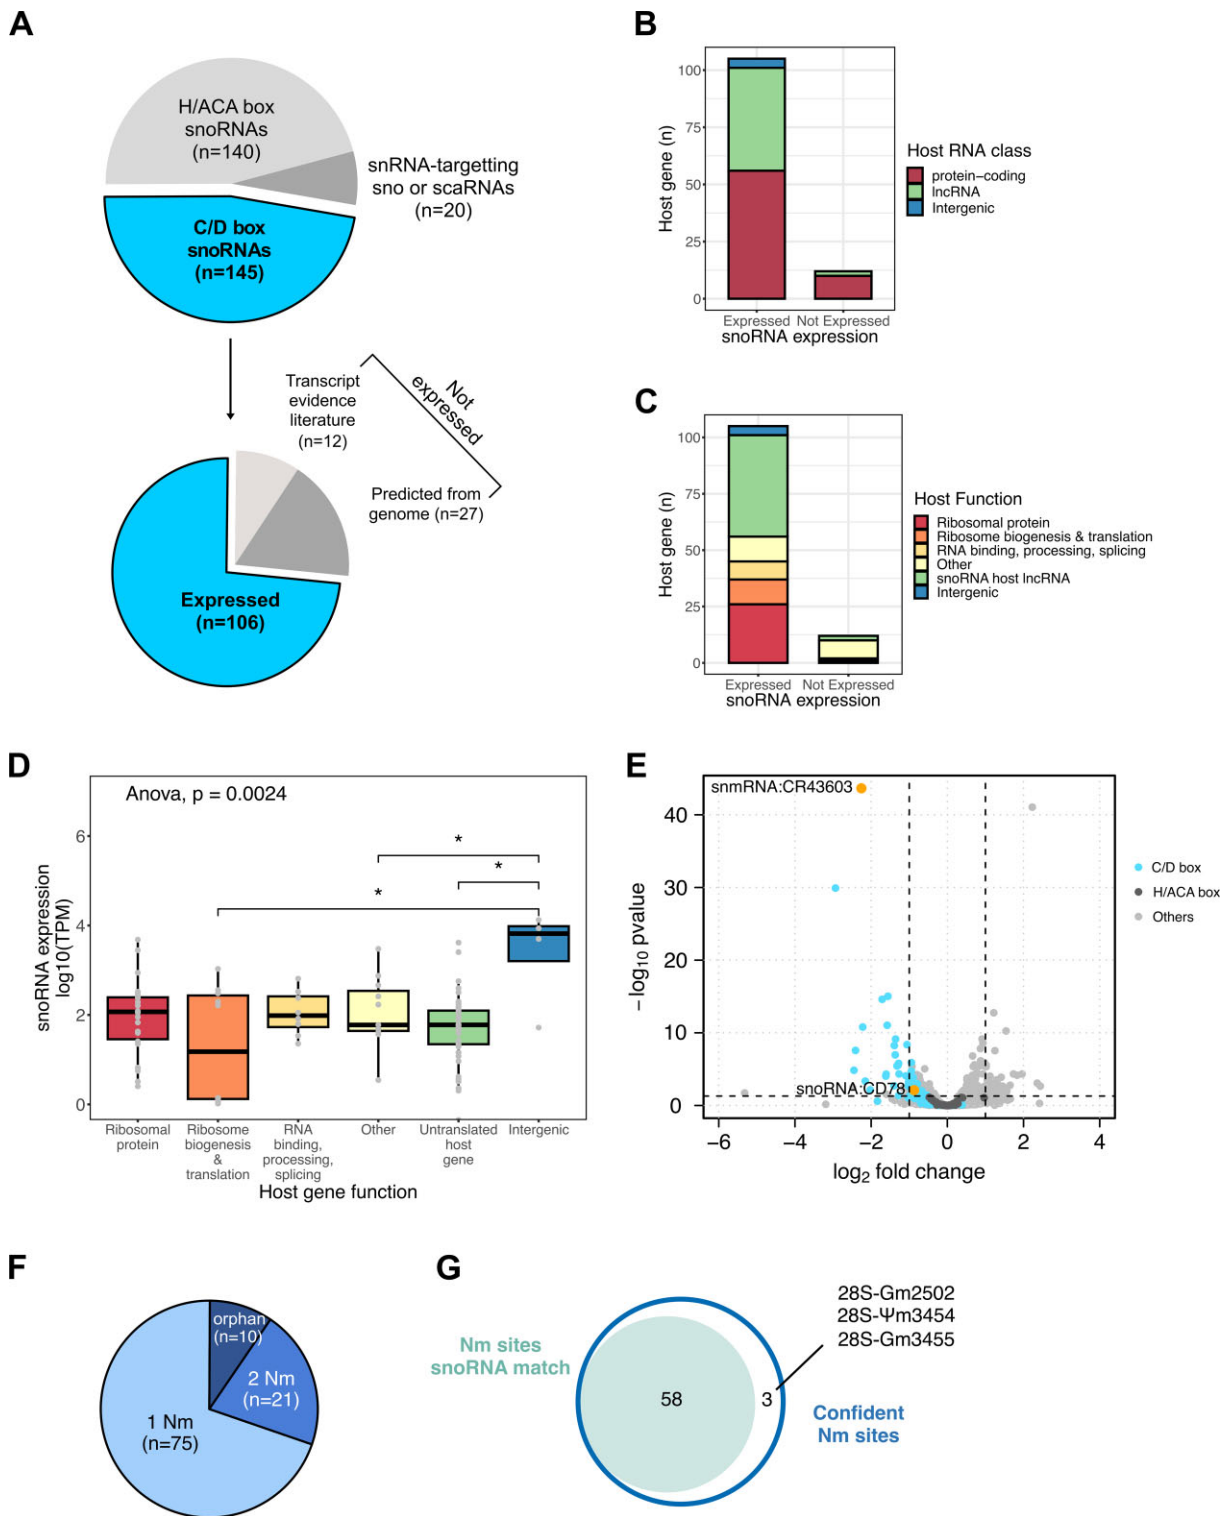 A
H/ACA box
snoRNAs
(n=140)
snRNA-targetting
sno or scaRNAs
(n=20)
C/D box
snoRNAs
(n=145)
Transcript
evidence
literature
(n=12)
Not
expressed
Predicted from
genome (n=27)
Expressed
(n=106)
B
Host gene (n)
100
75
50
25
0
Expressed Not Expressed
snoRNA expression
Host RNA class
protein-coding
lncRNA
Intergenic
C
Host gene (n)
100
75
50
25
0
Expressed Not Expressed
snoRNA expression
Host Function
Ribosomal protein
Ribosome biogenesis & translation
RNA binding, processing, splicing
Other
snoRNA host lncRNA
Intergenic
D
Anova, p = 0.0024
snoRNA expression
log10(TPM)
6
4
2
0
*
*
*
Ribosomal
protein
Ribosome
biogenesis
&
translation
RNA
binding,
processing,
splicing
Other
Untranslated
host
gene
Intergenic
Host gene function
E
snmRNA:CR43603
snoRNA:CD78
−log10 pvalue
40
30
20
10
0
−6 −4 −2 0 2 4
log2 fold change
C/D box
H/ACA box
Others
F
orphan
(n=10)
2 Nm
(n=21)
1 Nm
(n=75)
G
Nm sites
snoRNA match
58
3
28S-Gm2502
28S-Ψm3454
28S-Gm3455
Confident
Nm sites